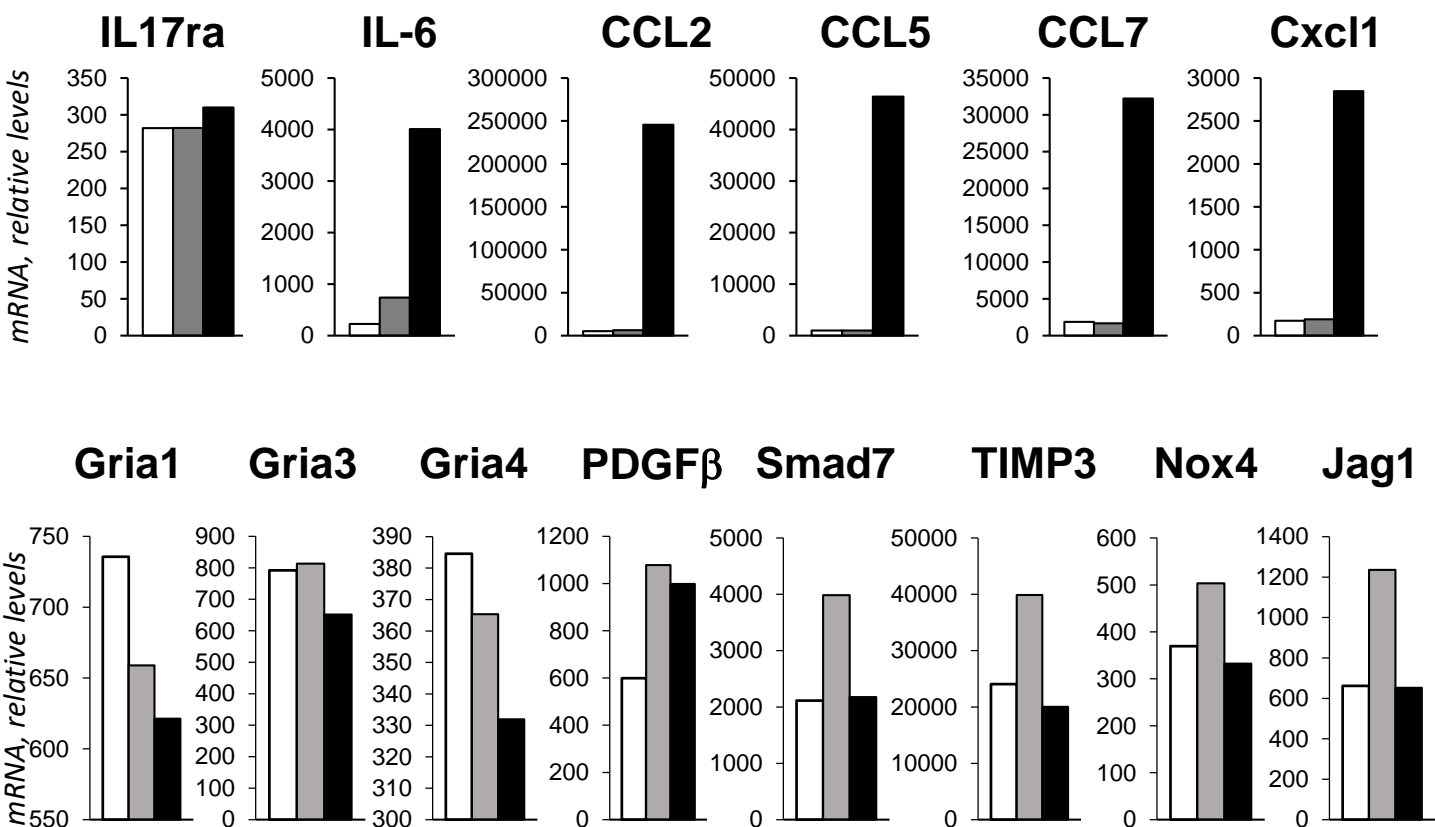 IL17ra IL-6 CCL2 CCL5 CCL7 Cxcl1
mRNA, relative levels
350 5000 300000 50000 35000 3000
300 4000 250000 40000 30000 2500
250 3000 200000 30000 25000 2000
200 2000 150000 20000 20000 1500
150 1000 100000 10000 15000 1000
100 0 50000 0 10000 500
50 0 5000 0
0 0
Gria1 Gria3 Gria4 PDGFβ Smad7 TIMP3 Nox4 Jag1
mRNA, relative levels
750 900 390 1200 5000 50000 600 1400
700 800 380 1000 4000 40000 500 1200
650 700 370 800 3000 30000 400 1000
600 600 360 600 2000 20000 300 800
550 500 350 400 1000 10000 200 600
400 340 200 0 0 100 400
300 330 0 0 200
200 320 0
100 310
0 300